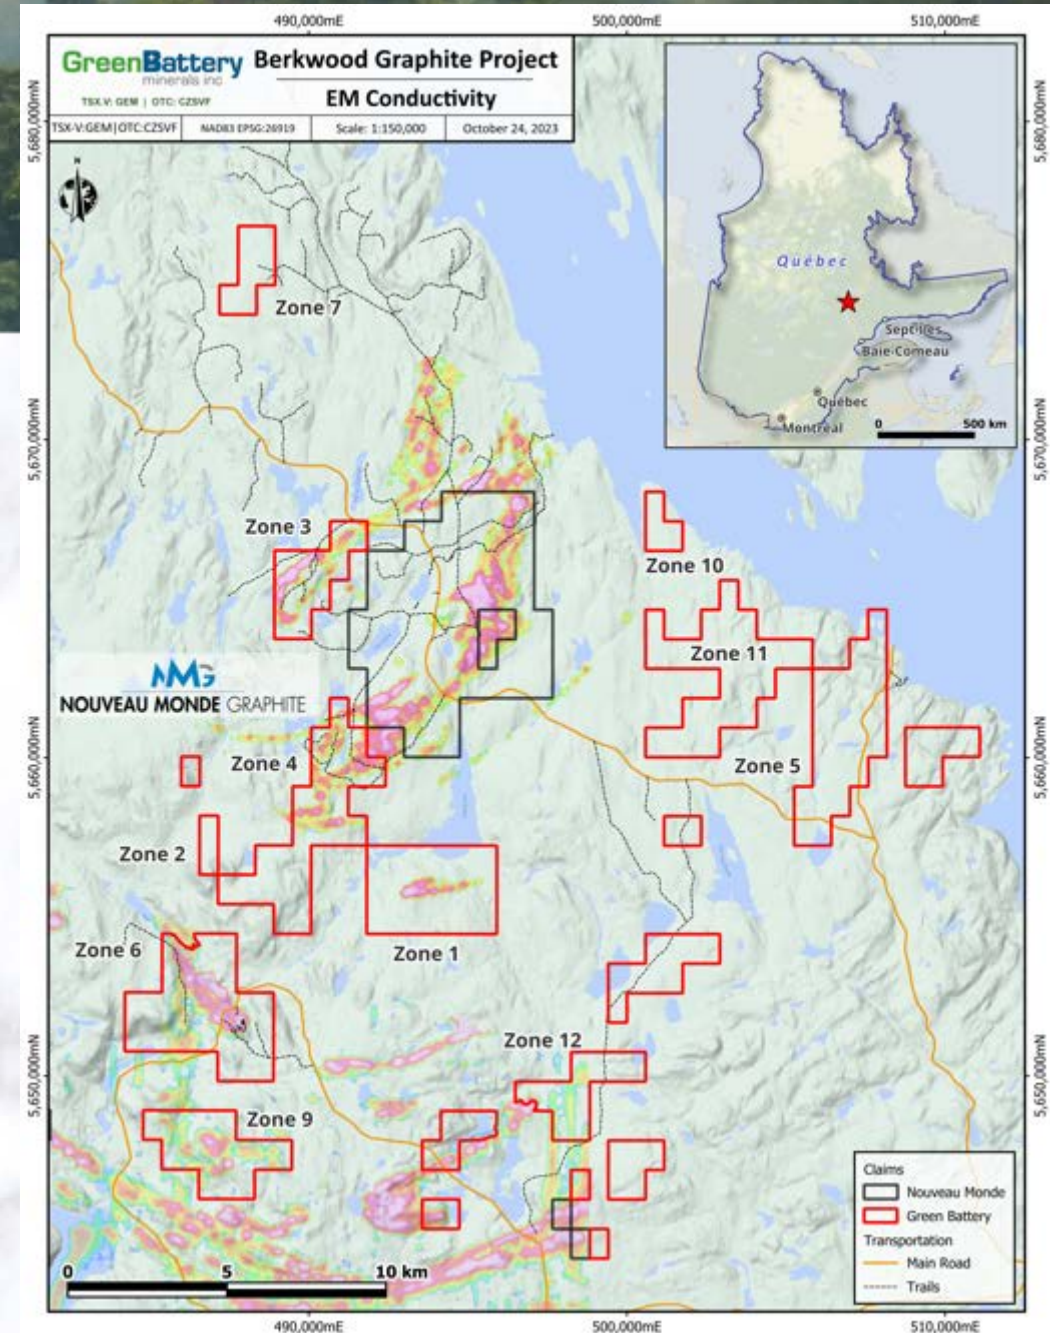 490,000mE
500,000mE
510,000mE
GreenBattery
minerals inc
TSX.V: GEM | OTC: CZSVF
Berkwood Graphite Project
EM Conductivity
TSX-V:GEM|OTC:CZSVF
NAD83 EPSG:26919
Scale: 1:150,000
October 24, 2023
5,680,000mN
5,680,000mN
N
Québec
Sept-Îles
Baie-Comeau
Québec
Montréal
0
500 km
Zone 7
5,670,000mN
5,670,000mN
Zone 3
Zone 10
Zone 11
NMG
NOUVEAU MONDE GRAPHITE
Zone 4
Zone 5
5,660,000mN
5,660,000mN
Zone 2
Zone 6
Zone 1
Zone 12
5,650,000mN
5,650,000mN
Zone 9
Claims
Nouveau Monde
Green Battery
Transportation
Main Road
Trails
0
5
10 km
490,000mE
500,000mE
510,000mE